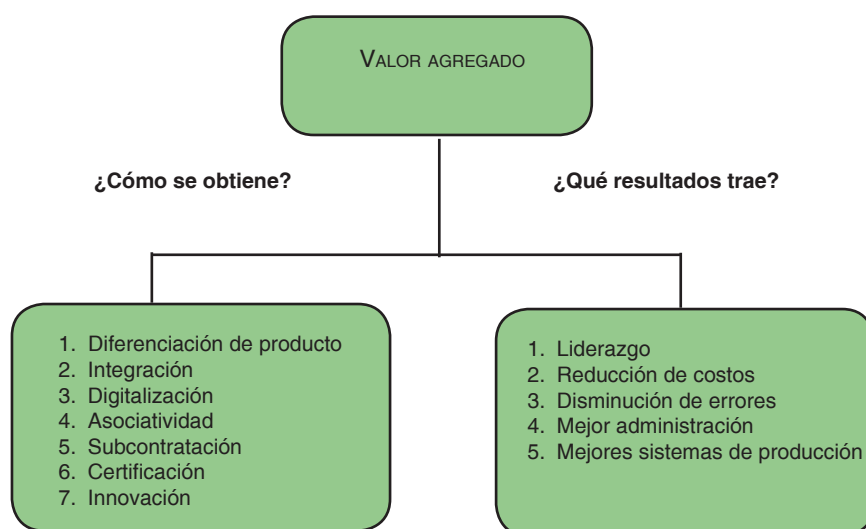 VALOR AGREGADO
¿Cómo se obtiene?
¿Qué resultados trae?
1. Diferenciación de producto
2. Integración
3. Digitalización
4. Asociatividad
5. Subcontratación
6. Certificación
7. Innovación
1. Liderazgo
2. Reducción de costos
3. Disminución de errores
4. Mejor administración
5. Mejores sistemas de producción